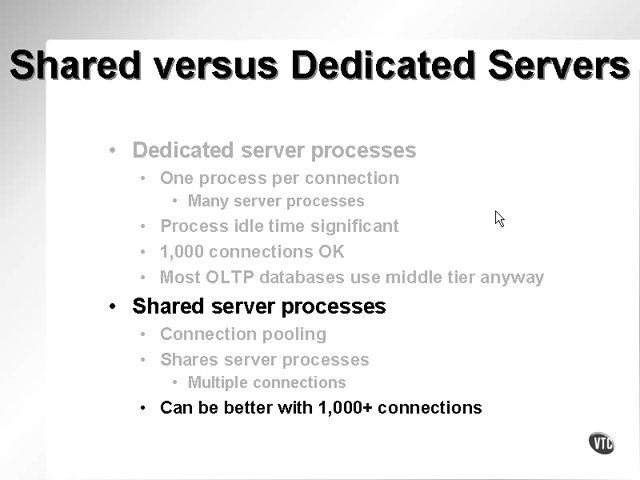 Shared versus Dedicated Servers
• Dedicated server processes
• One process per connection
• Many server processes
• Process idle time significant
• 1,000 connections OK
• Most OLTP databases use middle tier anyway
• Shared server processes
• Connection pooling
• Shares server processes
• Multiple connections
• Can be better with 1,000+ connections
VTC